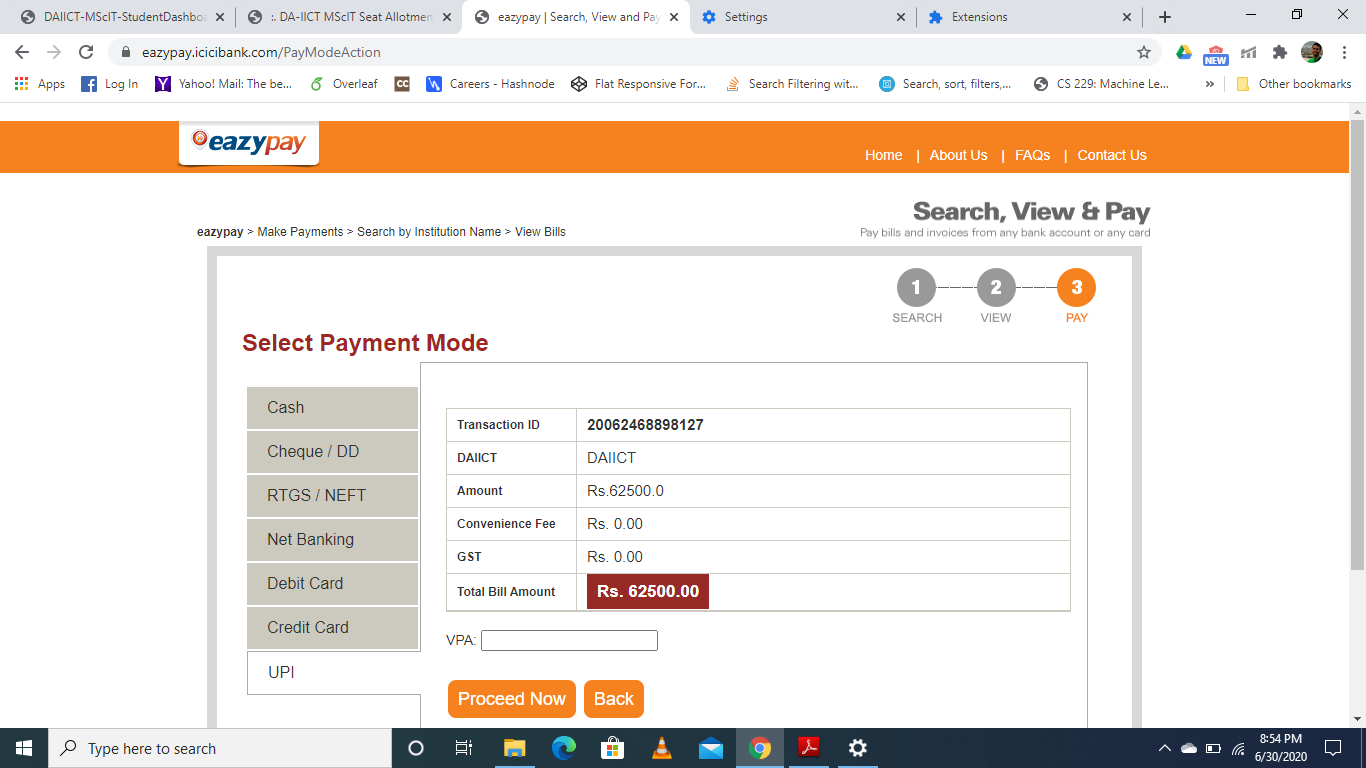 DAIICT-MScIT-StudentDashboa
:. DA-IICT MScIT Seat Allotmen
eazypay | Search, View and Pay
Settings
Extensions
eazypay.icicibank.com/PayModeAction
NEW
Apps
Log In
Yahoo! Mail: The be...
Overleaf
CC
Careers - Hashnode
Flat Responsive For...
Search Filtering wit...
Search, sort, filters,...
CS 229: Machine Le...
»
Other bookmarks
eazypay
Home | About Us | FAQs | Contact Us
Search, View & Pay
Pay bills and invoices from any bank account or any card
eazypay > Make Payments > Search by Institution Name > View Bills
1 2 3
SEARCH VIEW PAY
Select Payment Mode
Cash
Cheque / DD
RTGS / NEFT
Net Banking
Debit Card
Credit Card
UPI
Transaction ID 20062468898127
DAIICT DAIICT
Amount Rs.62500.0
Convenience Fee Rs. 0.00
GST Rs. 0.00
Total Bill Amount Rs. 62500.00
VPA:
Proceed Now Back
Type here to search
8:54 PM
6/30/2020